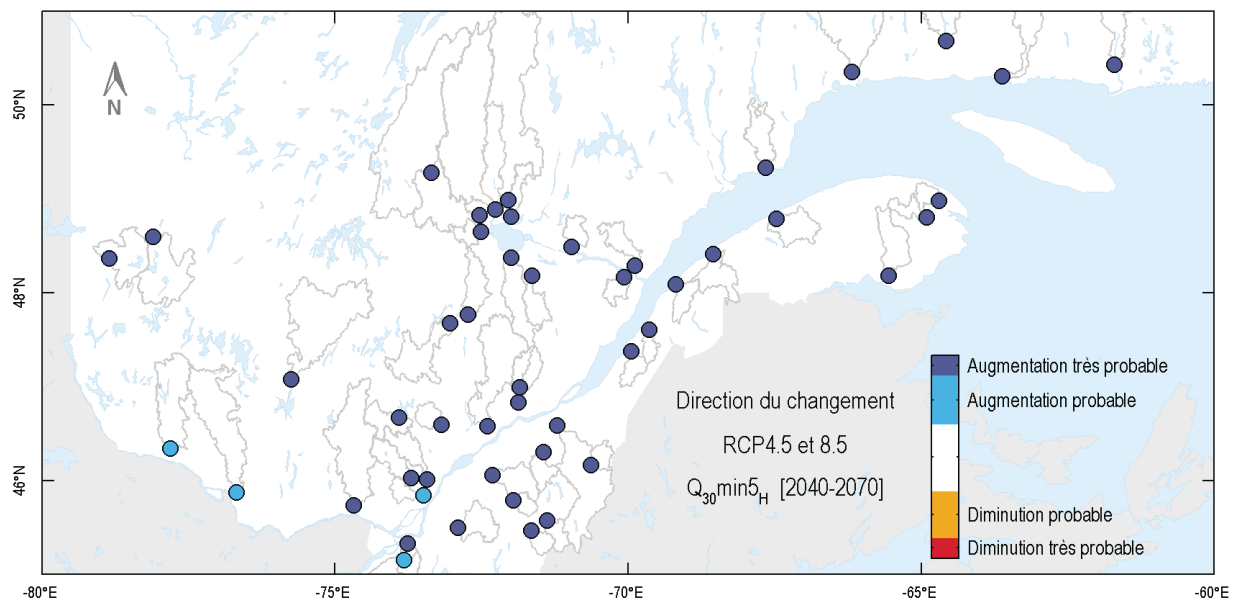 N
50°N
48°N
46°N
-80°E
-75°E
-70°E
-65°E
-60°E
Direction du changement
RCP4.5 et 8.5
Q30min5H [2040-2070]
Augmentation très probable
Augmentation probable
Diminution probable
Diminution très probable